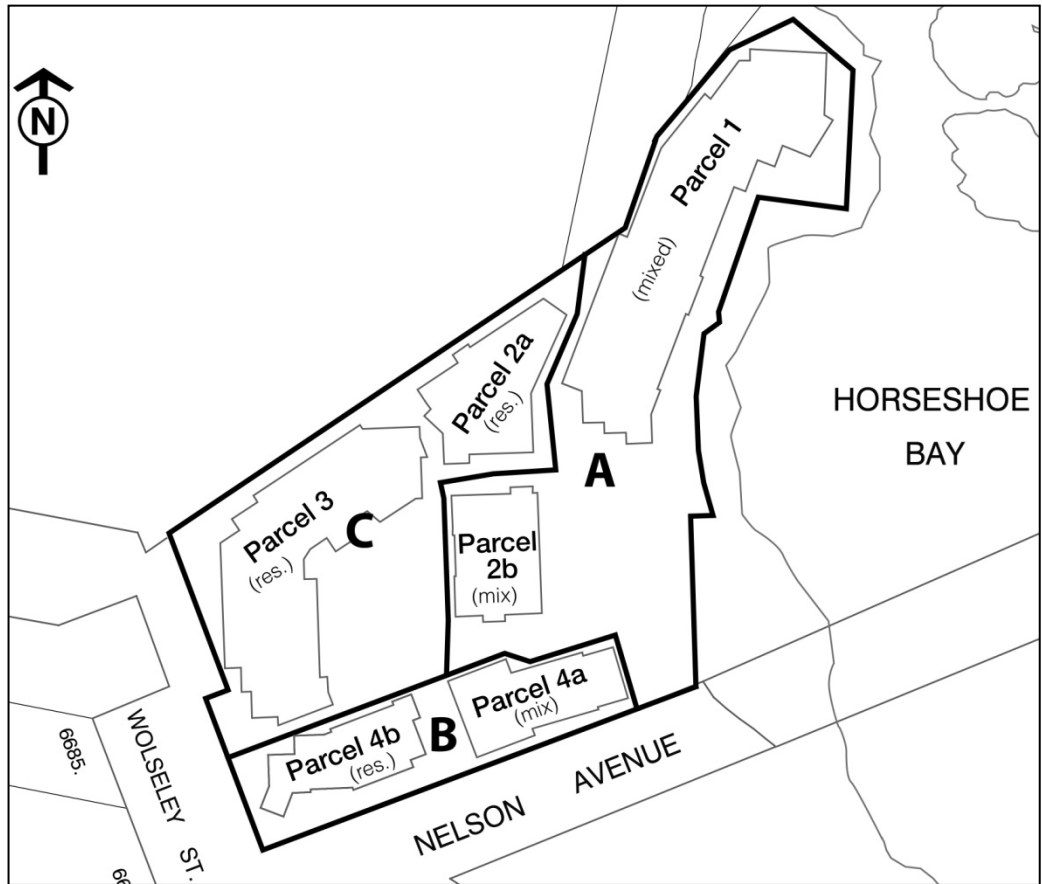 N
Parcel 1
(mixed)
Parcel 2a
(res.)
HORSESHOE
BAY
A
Parcel 3
(res.)
C
Parcel
2b
(mix)
Parcel 4a
(mix)
B
Parcel 4b
(res.)
WOLSELEY ST.
6685.
NELSON AVENUE